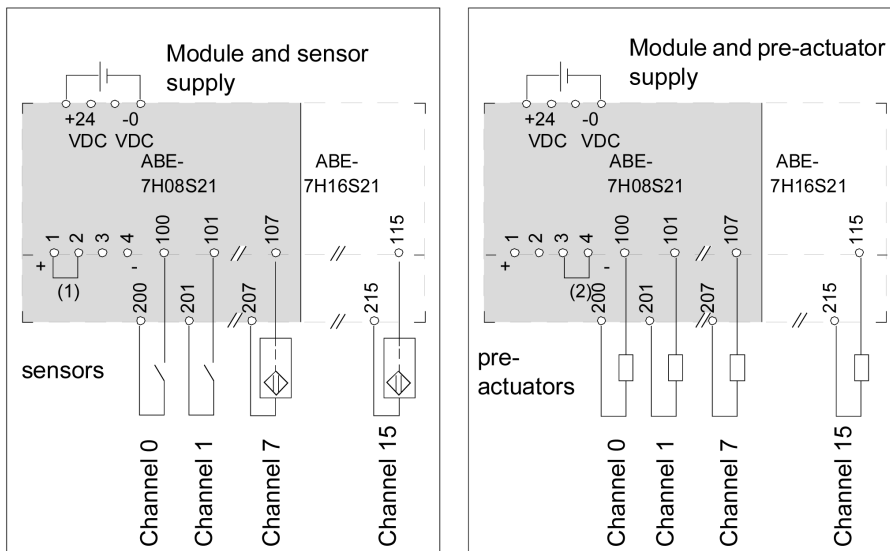 Module and sensor
supply
+24 -0
VDC VDC
ABE- ABE-
7H08S21 7H16S21
1 2 3 4 100 101 107 115
+ -
(1)
200 201 207 215
sensors
Channel 0
Channel 1
Channel 7
Channel 15
Module and pre-actuator
supply
+24 -0
VDC VDC
ABE- ABE-
7H08S21 7H16S21
1 2 3 4 100 101 107 115
+ -
(2)
200 201 207 215
pre-
actuators
Channel 0
Channel 1
Channel 7
Channel 15